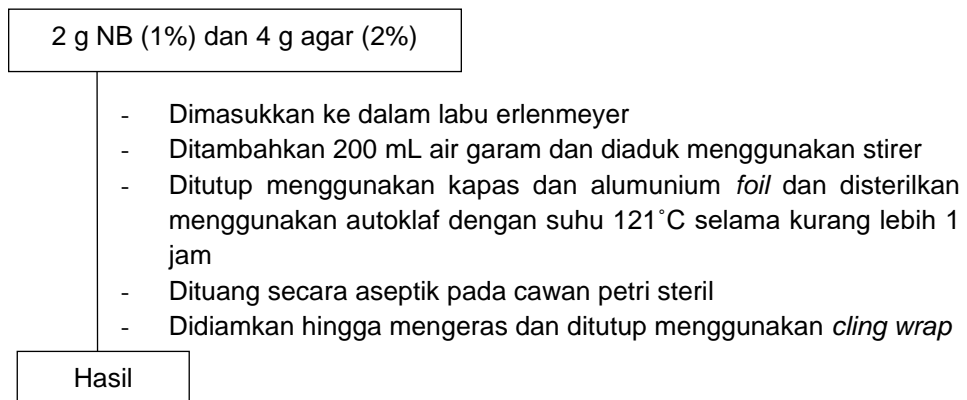 2 g NB (1%) dan 4 g agar (2%)
- Dimasukkan ke dalam labu erlenmeyer
- Ditambahkan 200 mL air garam dan diaduk menggunakan stirer
- Ditutup menggunakan kapas dan alumunium foil dan disterilkan
menggunakan autoklaf dengan suhu 121˚C selama kurang lebih 1
jam
- Dituang secara aseptik pada cawan petri steril
- Didiamkan hingga mengeras dan ditutup menggunakan cling wrap
Hasil